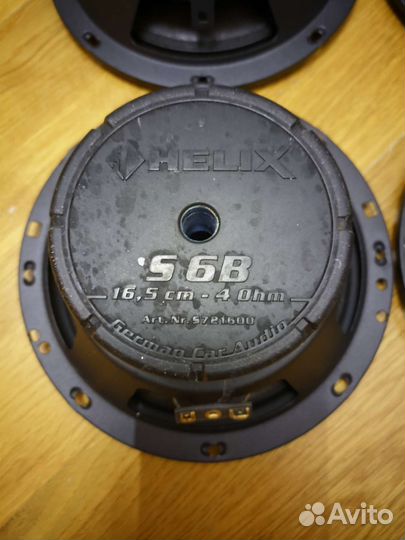 HELIX
S 6B
16,5 cm - 4 Ohm
Art.Nr.S721600
German Car Audio
Avito